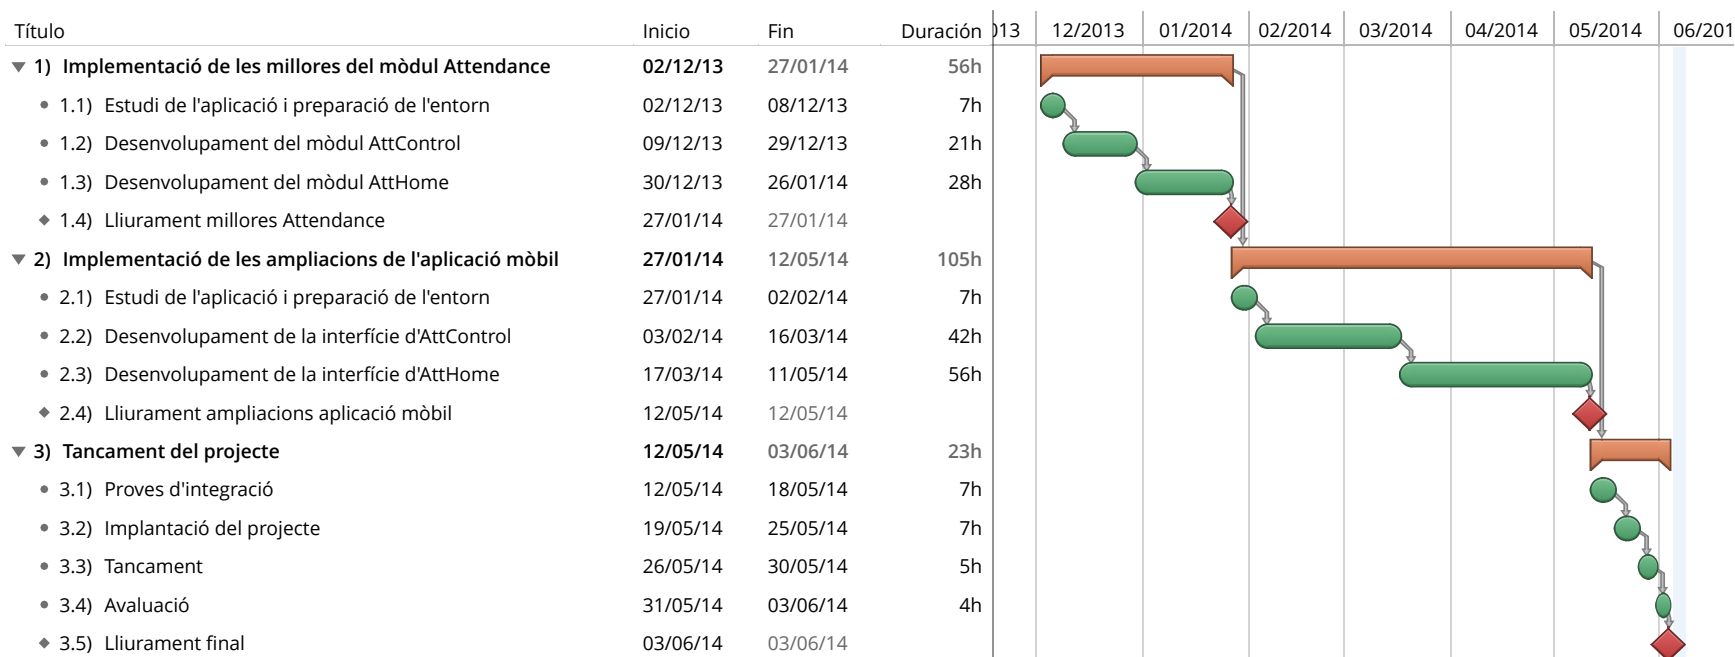 Título Inicio Fin Duración 013 12/2013 01/2014 02/2014 03/2014 04/2014 05/2014 06/201
1) Implementació de les millores del mòdul Attendance 02/12/13 27/01/14 56h
1.1) Estudi de l'aplicació i preparació de l'entorn 02/12/13 08/12/13 7h
1.2) Desenvolupament del mòdul AttControl 09/12/13 29/12/13 21h
1.3) Desenvolupament del mòdul AttHome 30/12/13 26/01/14 28h
1.4) Lliurament millores Attendance 27/01/14 27/01/14
2) Implementació de les ampliacions de l'aplicació mòbil 27/01/14 12/05/14 105h
2.1) Estudi de l'aplicació i preparació de l'entorn 27/01/14 02/02/14 7h
2.2) Desenvolupament de la interfície d'AttControl 03/02/14 16/03/14 42h
2.3) Desenvolupament de la interfície d'AttHome 17/03/14 11/05/14 56h
2.4) Lliurament ampliacions aplicació mòbil 12/05/14 12/05/14
3) Tancament del projecte 12/05/14 03/06/14 23h
3.1) Proves d'integració 12/05/14 18/05/14 7h
3.2) Implantació del projecte 19/05/14 25/05/14 7h
3.3) Tancament 26/05/14 30/05/14 5h
3.4) Avaluació 31/05/14 03/06/14 4h
3.5) Lliurament final 03/06/14 03/06/14